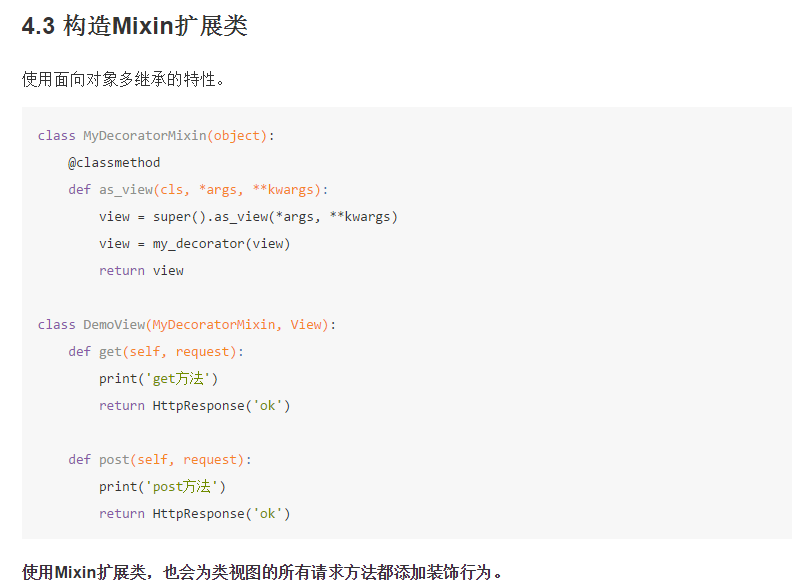 4.3 构造Mixin扩展类
使用面向对象多继承的特性。
class MyDecoratorMixin(object):
    @classmethod
    def as_view(cls, *args, **kwargs):
        view = super().as_view(*args, **kwargs)
        view = my_decorator(view)
        return view
class DemoView(MyDecoratorMixin, View):
    def get(self, request):
        print('get方法')
        return HttpResponse('ok')
    def post(self, request):
        print('post方法')
        return HttpResponse('ok')
使用Mixin扩展类，也会为类视图的所有请求方法都添加装饰行为。